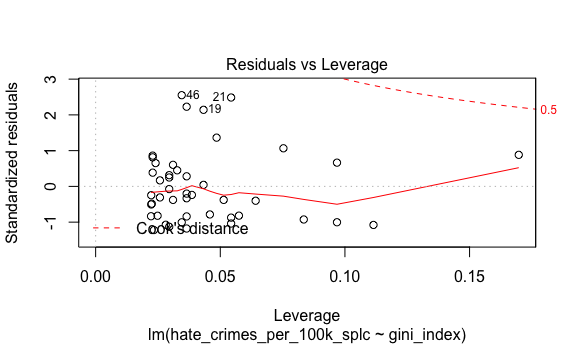 Residuals vs Leverage
Standardized residuals
3
2
1
0
-1
46
21
19
0.5
Cook's distance
0.00
0.05
0.10
0.15
Leverage
lm(hate_crimes_per_100k_splc ~ gini_index)